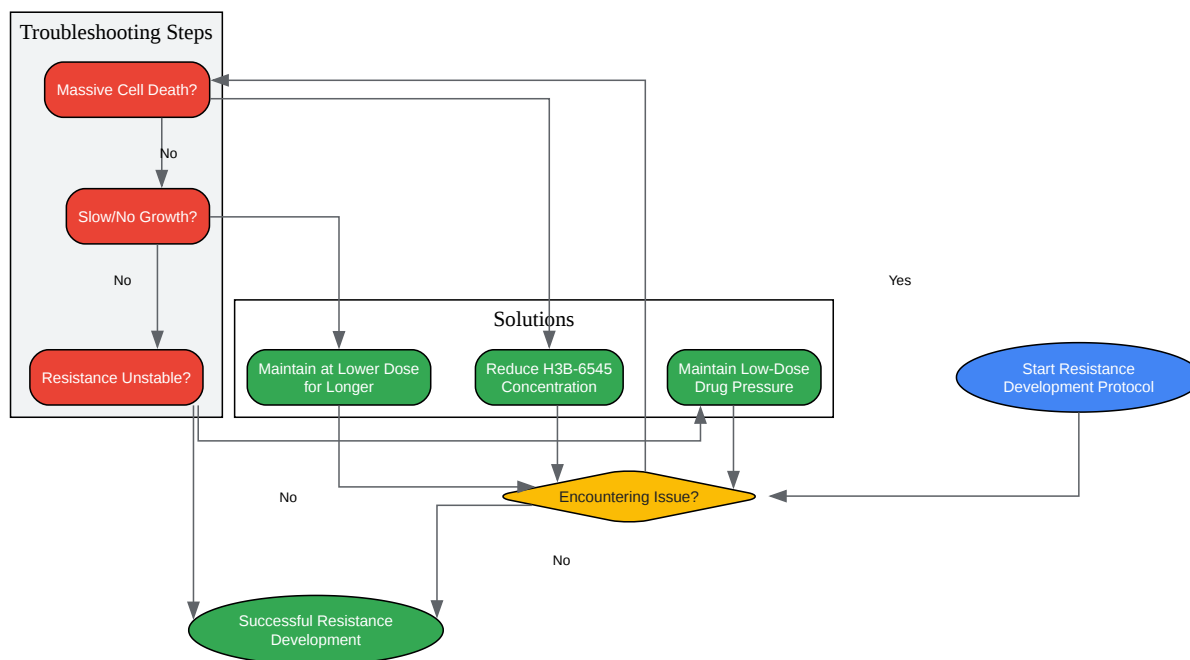 Troubleshooting Steps
Massive Cell Death?
No
Slow/No Growth?
No
Yes
Solutions
Resistance Unstable?
Maintain at Lower Dose
for Longer
Reduce H3B-6545
Concentration
Maintain Low-Dose
Drug Pressure
Start Resistance
Development Protocol
No
Encountering Issue?
No
Successful Resistance
Development